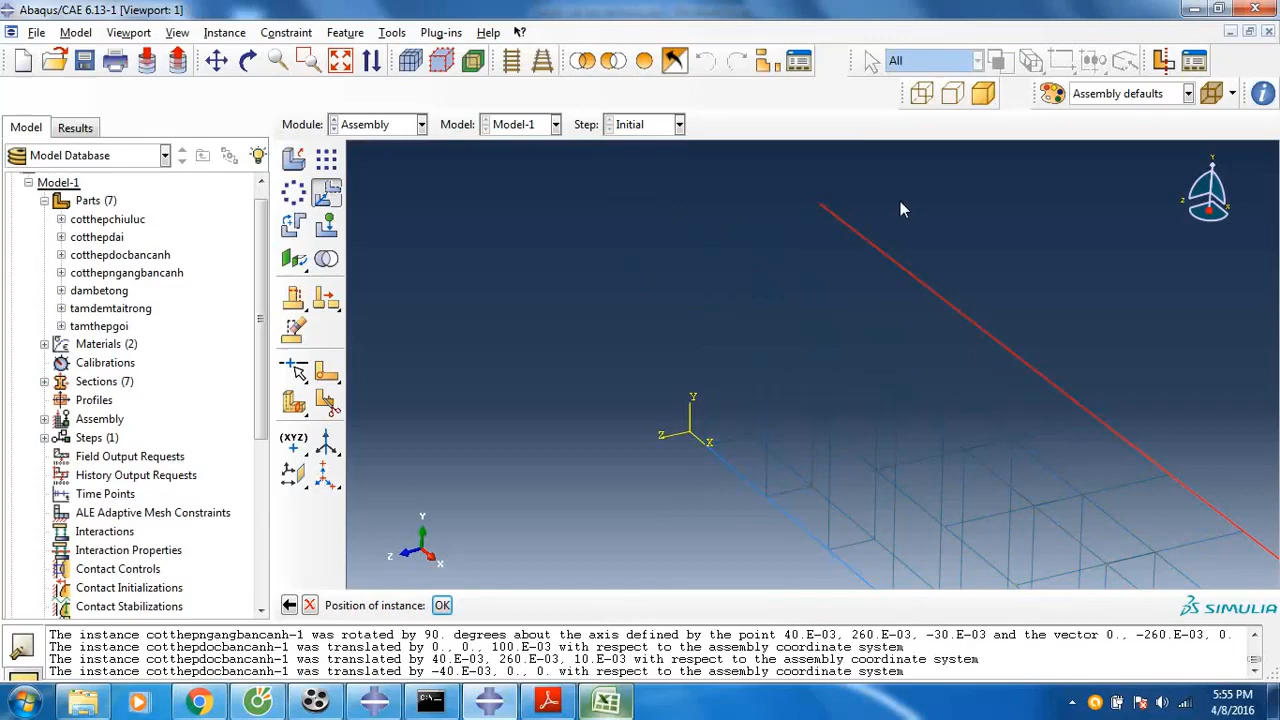 Abaqus/CAE 6.13-1 [Viewport: 1]
File Model Viewport View Instance Constraint Feature Tools Plug-ins Help
All
Assembly defaults
Model Results
Module: Assembly Model: Model-1 Step: Initial
Model Database
Model-1
Parts (7)
cotthepchiuluc
cotthepdai
cotthepdocbancanh
cotthepngangbancanh
dambetong
tamdemtaitrong
tamthepgoi
Materials (2)
Calibrations
Sections (7)
Profiles
Assembly
Steps (1)
Field Output Requests
History Output Requests
Time Points
ALE Adaptive Mesh Constraints
Interactions
Interaction Properties
Contact Controls
Contact Initializations
Contact Stabilizations
(XYZ)
Y
Z X
Y
Z X
Y
Z X
Position of instance: OK
SIMULIA
The instance cotthepngangbancanh-1 was rotated by 90. degrees about the axis defined by the point 40.E-03, 260.E-03, -30.E-03 and the vector 0., -260.E-03, 0.
The instance cotthepdocbancanh-1 was translated by 0., 0., 100.E-03 with respect to the assembly coordinate system
The instance cotthepdocbancanh-1 was translated by 40.E-03, 260.E-03, 10.E-03 with respect to the assembly coordinate system
The instance cotthepdocbancanh-1 was translated by -40.E-03, 0., 0. with respect to the assembly coordinate system
5:55 PM
4/8/2016